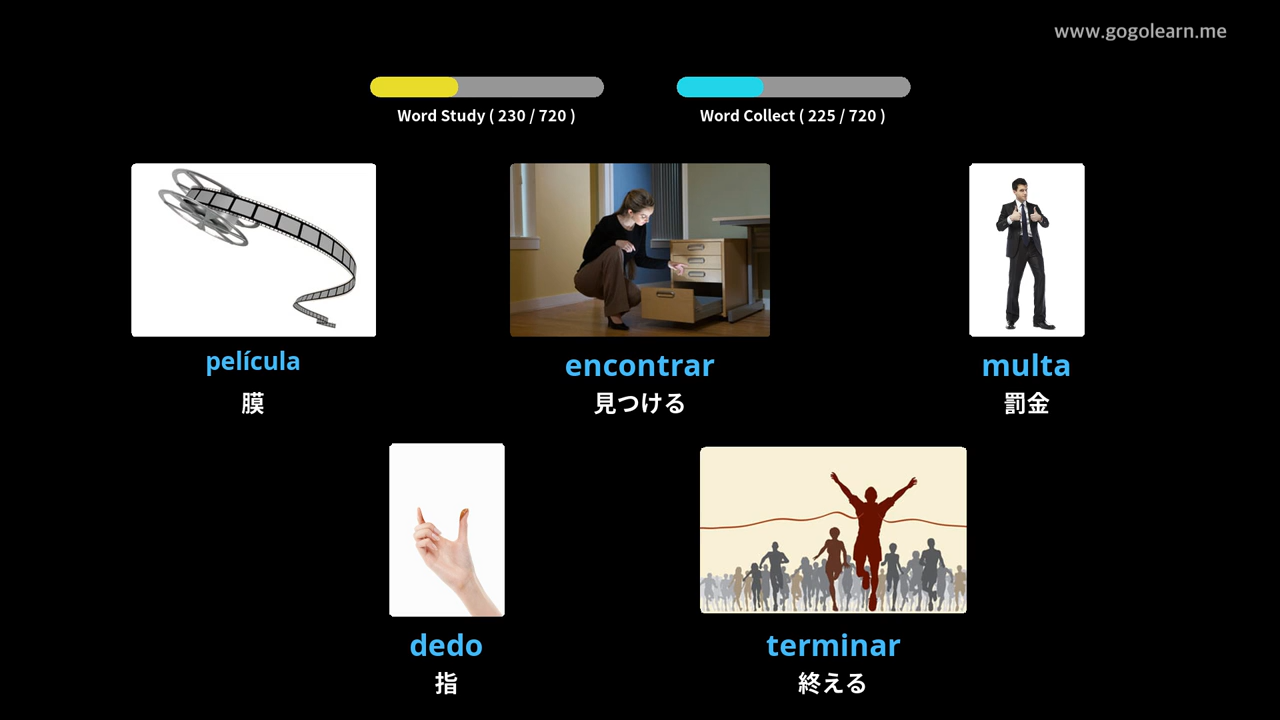 www.gogolearn.me
Word Study ( 230 / 720 )
Word Collect ( 225 / 720 )
película
膜
encontrar
見つける
multa
罰金
dedo
指
terminar
終える